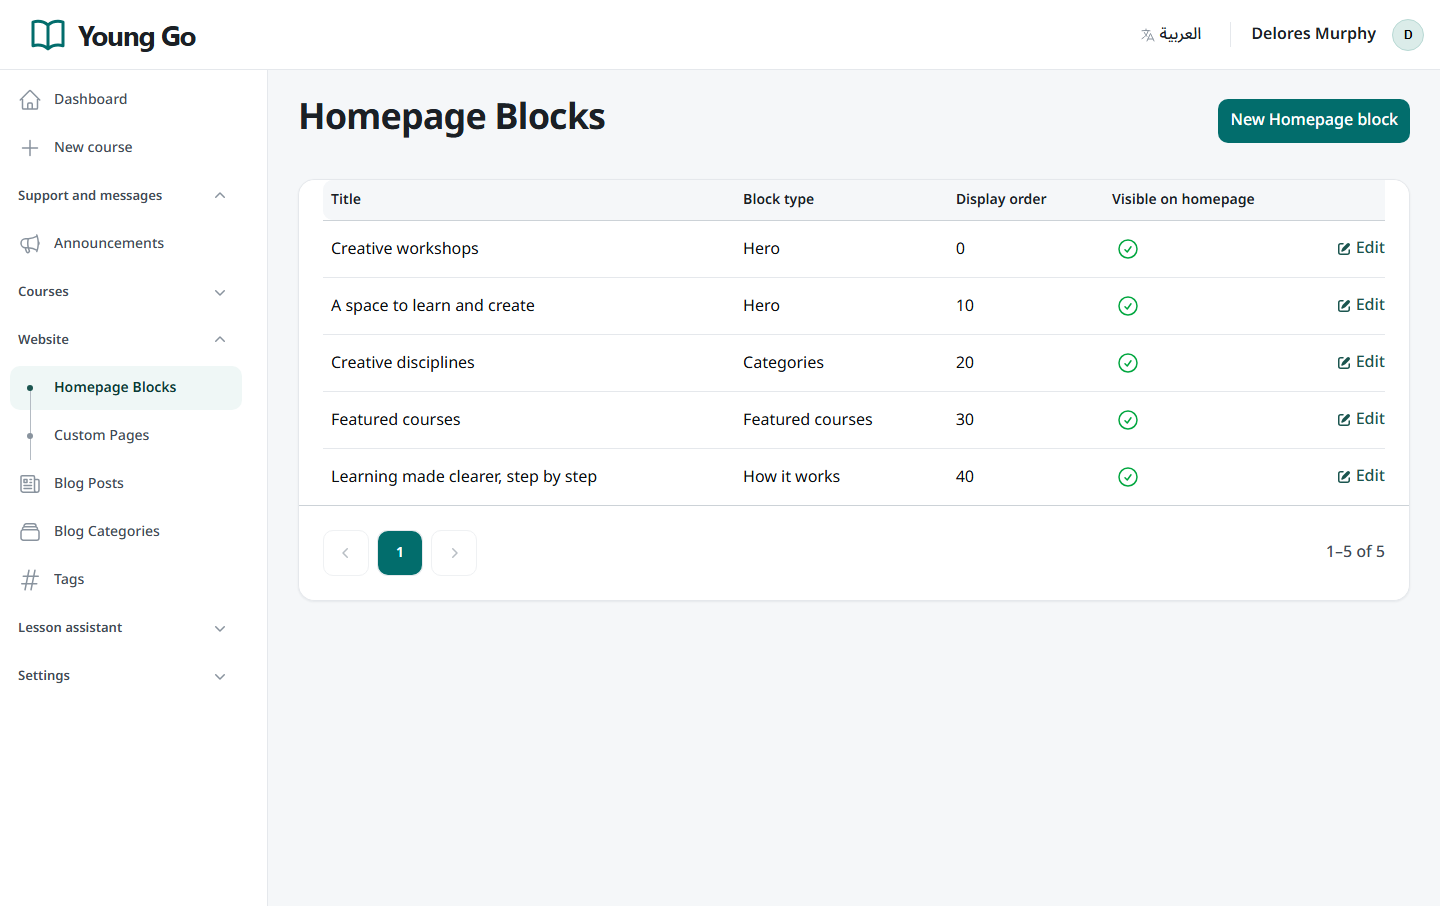 Young Go
العربية
Delores Murphy
D
Dashboard
New course
Support and messages
Announcements
Courses
Website
Homepage Blocks
Custom Pages
Blog Posts
Blog Categories
Tags
Lesson assistant
Settings
Homepage Blocks
New Homepage block
Title Block type Display order Visible on homepage
Creative workshops Hero 0 Edit
A space to learn and create Hero 10 Edit
Creative disciplines Categories 20 Edit
Featured courses Featured courses 30 Edit
Learning made clearer, step by step How it works 40 Edit
1
1–5 of 5